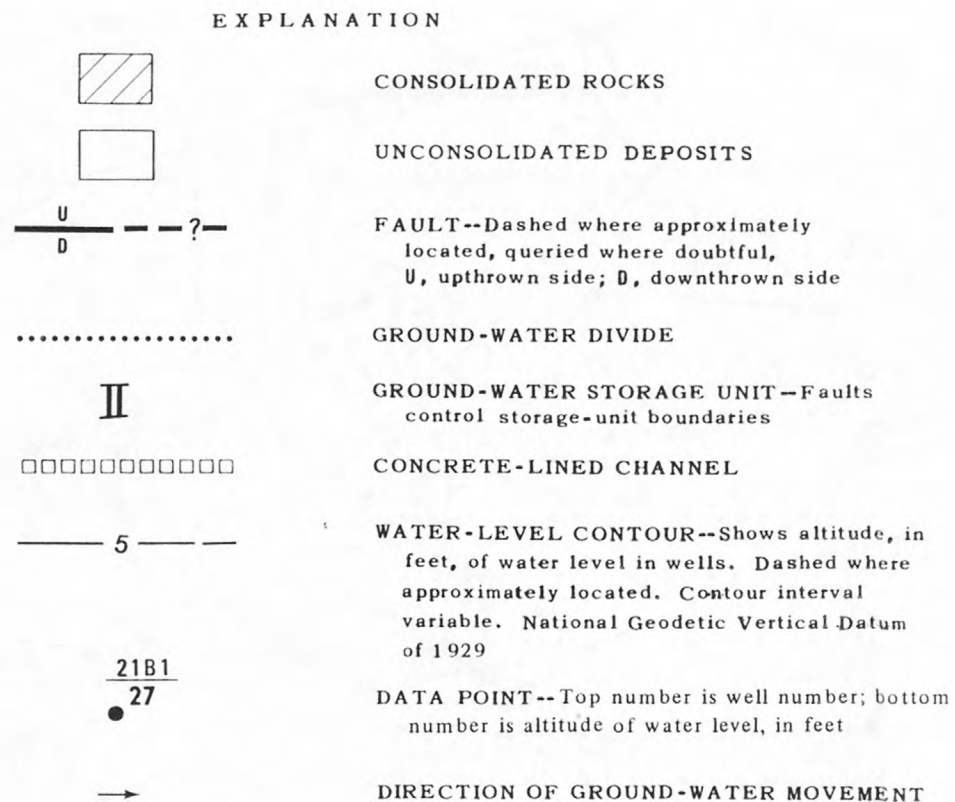 EXPLANATION
CONSOLIDATED ROCKS
UNCONSOLIDATED DEPOSITS
U
D
?
FAULT--Dashed where approximately
located, queried where doubtful,
U, upthrown side; D, downthrown side
GROUND-WATER DIVIDE
II
GROUND-WATER STORAGE UNIT--Faults
control storage-unit boundaries
CONCRETE-LINED CHANNEL
5
WATER-LEVEL CONTOUR--Shows altitude, in
feet, of water level in wells. Dashed where
approximately located. Contour interval
variable. National Geodetic Vertical Datum
of 1929
21B1
27
DATA POINT--Top number is well number; bottom
number is altitude of water level, in feet
DIRECTION OF GROUND-WATER MOVEMENT